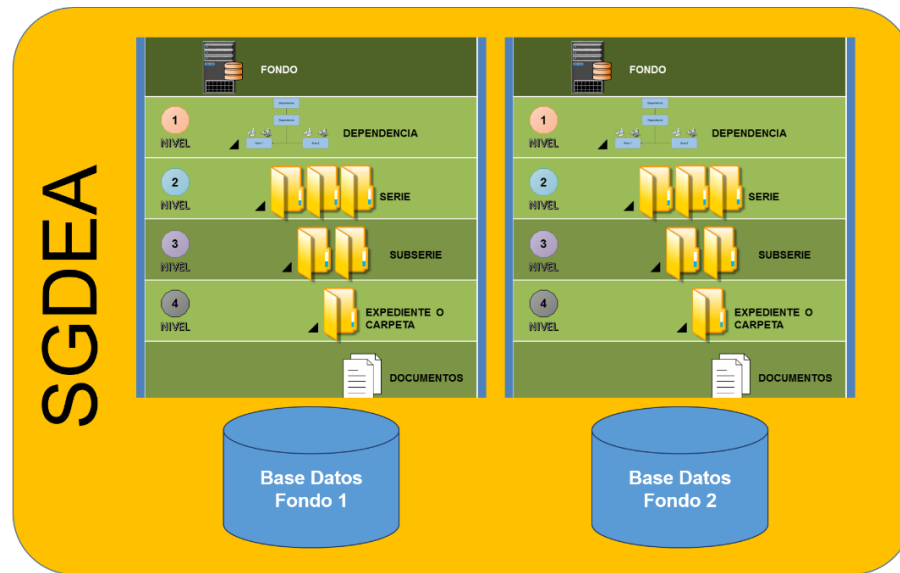 SGDEA
FONDO
1
NIVEL
DEPENDENCIA
2
NIVEL
SERIE
3
NIVEL
SUBSERIE
4
NIVEL
EXPEDIENTE O
CARPETA
DOCUMENTOS
Base Datos
Fondo 1
FONDO
1
NIVEL
DEPENDENCIA
2
NIVEL
SERIE
3
NIVEL
SUBSERIE
4
NIVEL
EXPEDIENTE O
CARPETA
DOCUMENTOS
Base Datos
Fondo 2